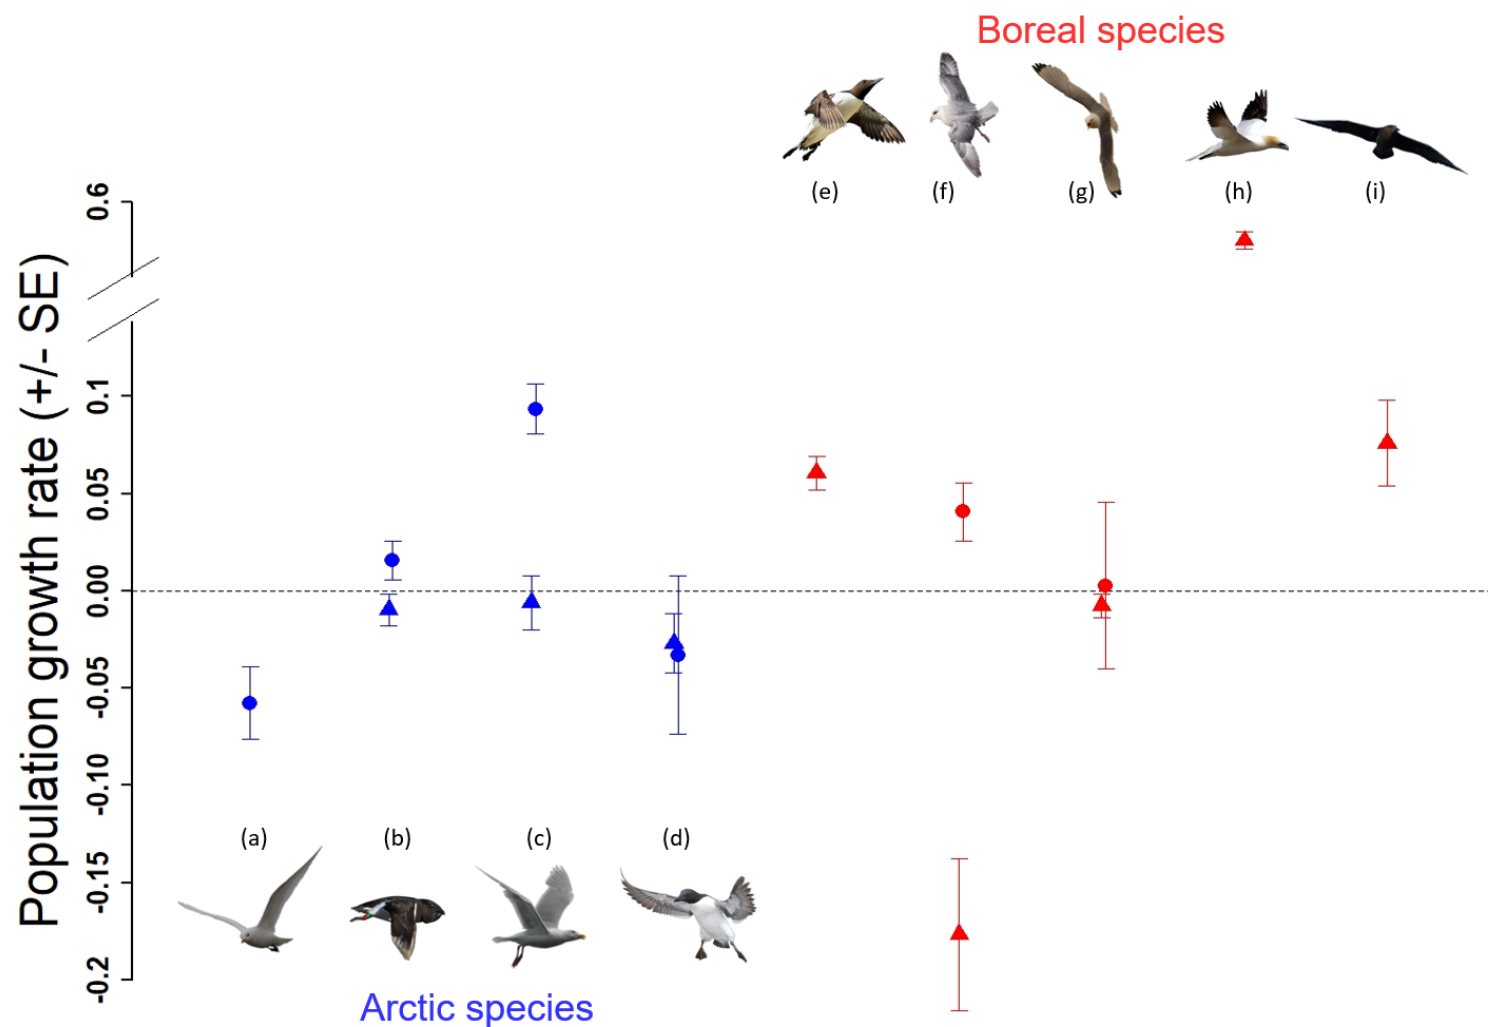 Boreal species
(e) (f) (g) (h) (i)
Population growth rate (+/- SE)
0.6
0.1
0.05
0.00
-0.05
-0.10
-0.15
-0.2
(a) (b) (c) (d)
Arctic species